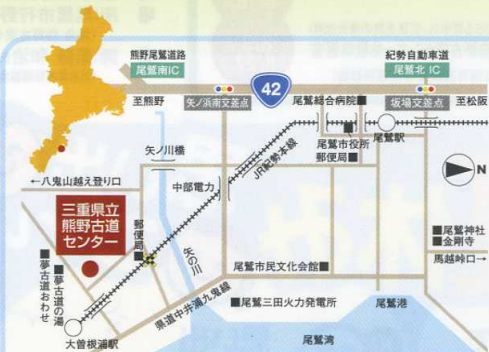 熊野尾鷲道路
尾鷲南IC
紀勢自動車道
尾鷲北 IC
42
至熊野
矢ノ浜南交差点
尾鷲総合病院■
坂場交差点
至松阪
尾鷲駅
尾鷲市役所
郵便局■
矢ノ川橋
JR紀勢本線
←八鬼山越え登り口
中部電力
N
三重県立
熊野古道
センター
郵便局■
矢の川
■尾鷲神社
■金剛寺
馬越峠口→
尾鷲市民文化会館■
■夢古道の湯
■夢古道おわせ
県道中井浦九鬼線
■尾鷲三田火力発電所
尾鷲港
大曽根浦駅
尾鷲湾